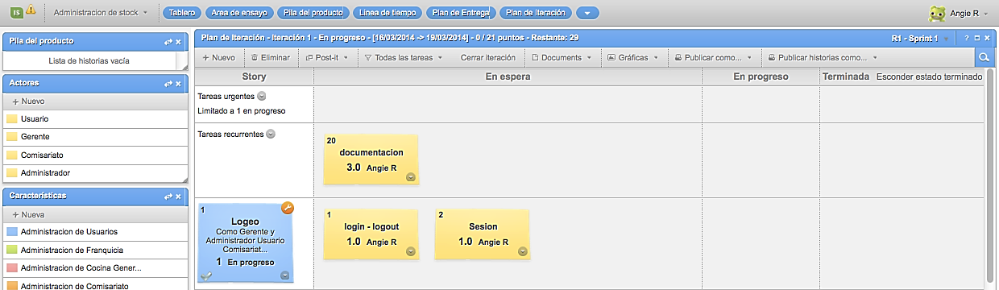 is Administracion de stock Tablero Area de ensayo Pila del producto Linea de tiempo Plan de Entrega Plan de Iteración Angie R
Pila del producto
Lista de historias vacía
Actores
+ Nuevo
Usuario
Gerente
Comisariato
Administrador
Características
+ Nueva
Administracion de Usuarios
Administracion de Franquicia
Administracion de Cocina Gener...
Administracion de Comisariato
Plan de Iteración - Iteración 1 - En progreso - [16/03/2014 -> 19/03/2014] - 0 / 21 puntos - Restante: 29 R1 - Sprint 1 ?
+ Nuevo Eliminar Post-it Todas las tareas Cerrar iteración Documents Gráficas Publicar como... Publicar historias como...
Story En espera En progreso Terminada Esconder estado terminado
Tareas urgentes
Limitado a 1 en progreso
Tareas recurrentes
20
documentacion
3.0 Angie R
1
Logeo
Como Gerente y
Administrador Usuario
Comisariat...
1 En progreso
1
login - logout
1.0 Angie R
2
Sesion
1.0 Angie R